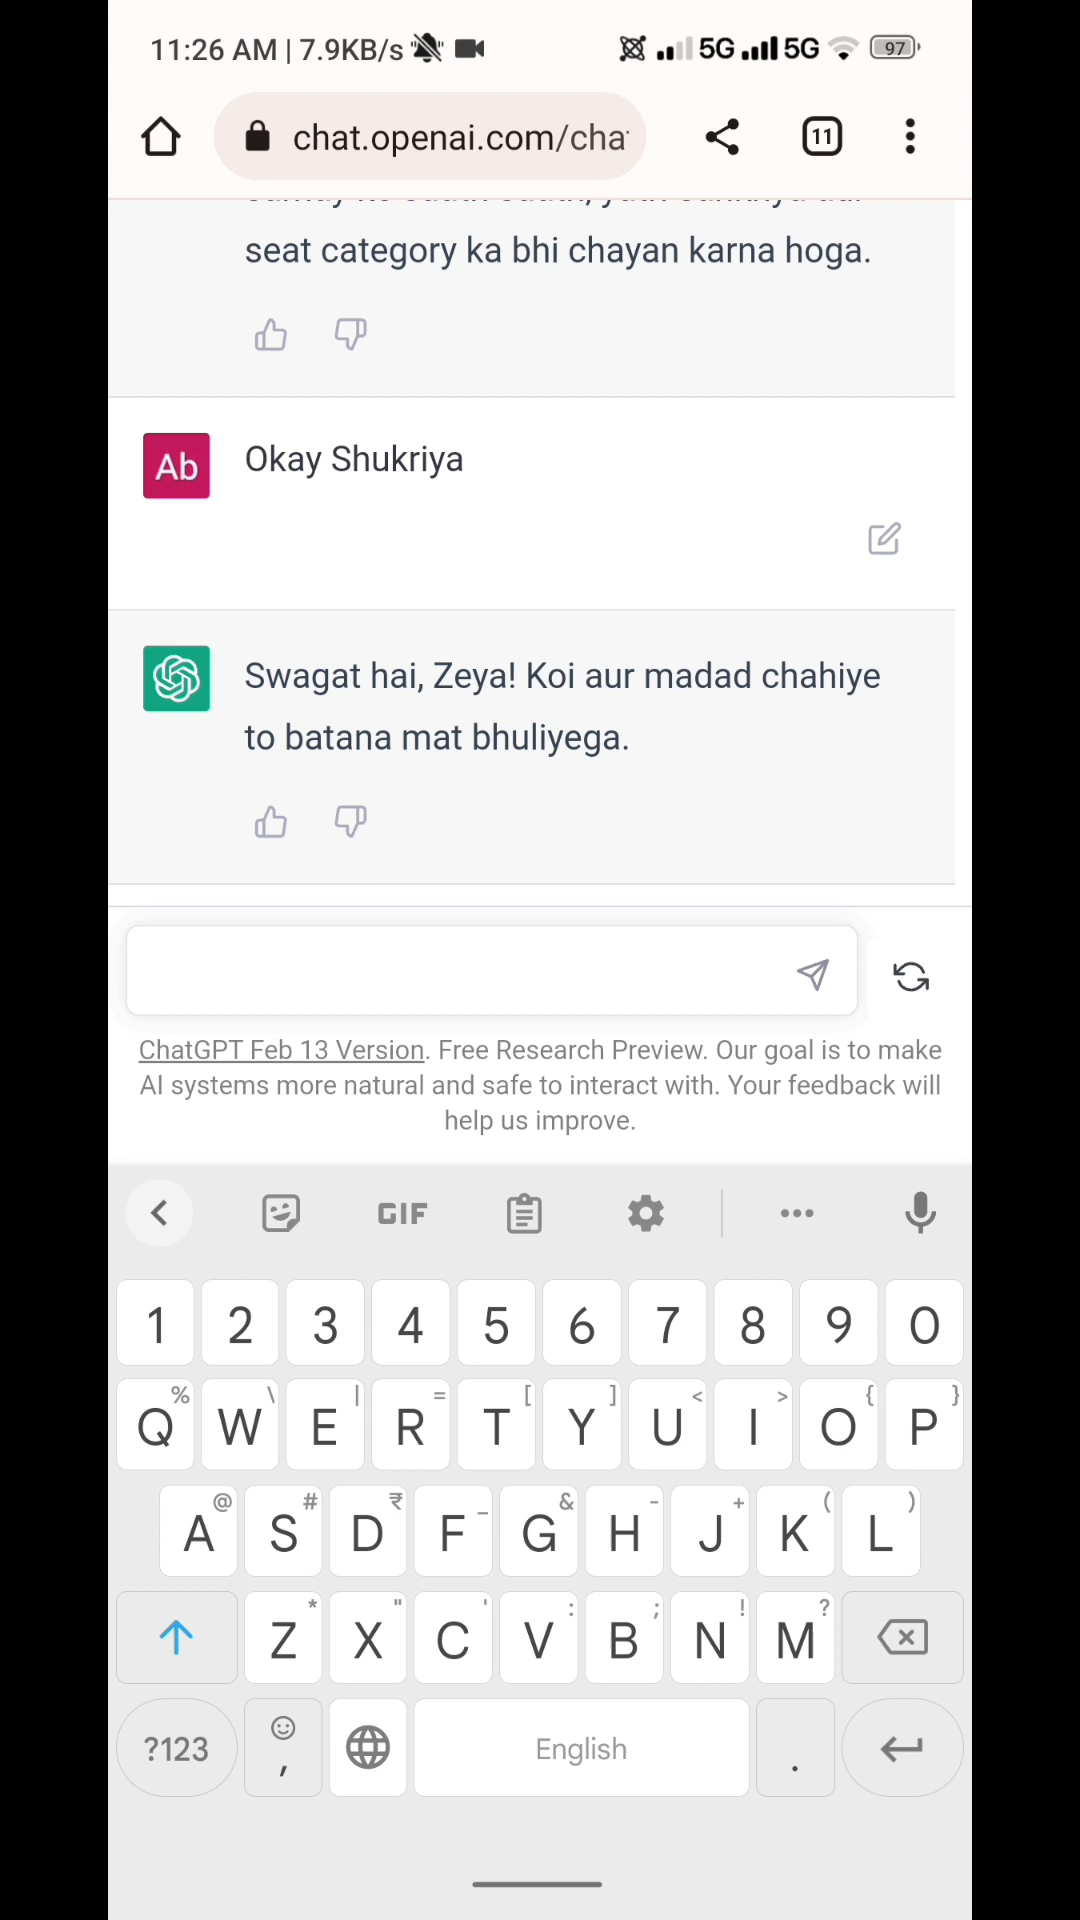 11:26 AM | 7.9KB/s 5G 5G 97
chat.openai.com/cha
11
seat category ka bhi chayan karna hoga.
Ab Okay Shukriya
Swagat hai, Zeya! Koi aur madad chahiye
to batana mat bhuliyega.
ChatGPT Feb 13 Version. Free Research Preview. Our goal is to make
AI systems more natural and safe to interact with. Your feedback will
help us improve.
GIF
1 2 3 4 5 6 7 8 9 0
% \ | = [ ] < > { }
Q W E R T Y U I O P
@ # ₹ _ & - + ( )
A S D F G H J K L
* " ' : ; ! ?
Z X C V B N M
?123 , English .